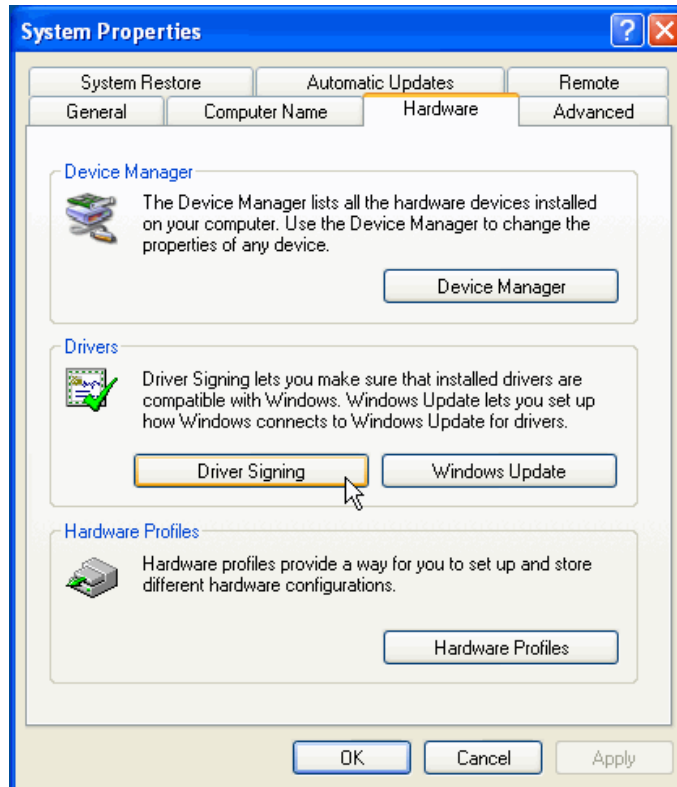 System Properties
System Restore
Automatic Updates
Remote
General
Computer Name
Hardware
Advanced
Device Manager
The Device Manager lists all the hardware devices installed
on your computer. Use the Device Manager to change the
properties of any device.
Device Manager
Drivers
Driver Signing lets you make sure that installed drivers are
compatible with Windows. Windows Update lets you set up
how Windows connects to Windows Update for drivers.
Driver Signing
Windows Update
Hardware Profiles
Hardware profiles provide a way for you to set up and store
different hardware configurations.
Hardware Profiles
OK
Cancel
Apply